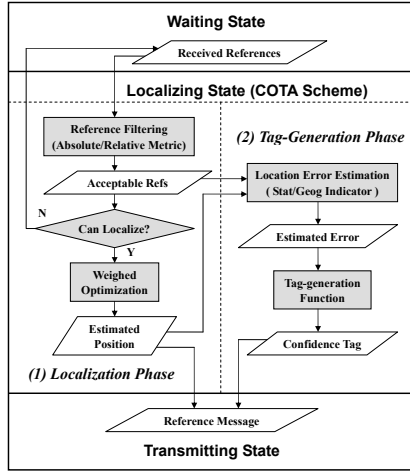 Waiting State
Received References
Localizing State (COTA Scheme)
Reference Filtering
(Absolute/Relative Metric)
Acceptable Refs
N
Can Localize?
Y
Weighed
Optimization
Estimated
Position
(1) Localization Phase
(2) Tag-Generation Phase
Location Error Estimation
( Stat/Geog Indicator )
Estimated Error
Tag-generation
Function
Confidence Tag
Reference Message
Transmitting State